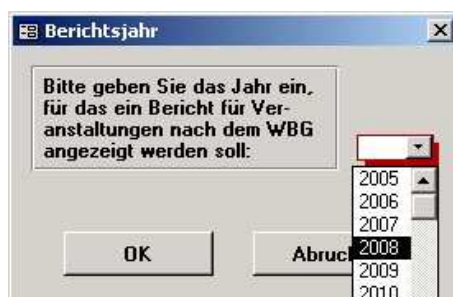 Berichtsjahr
Bitte geben Sie das Jahr ein,
für das ein Bericht für Ver-
anstaltungen nach dem WBG
angezeigt werden soll:
2005
2006
2007
2008
2009
2010
OK
Abruc